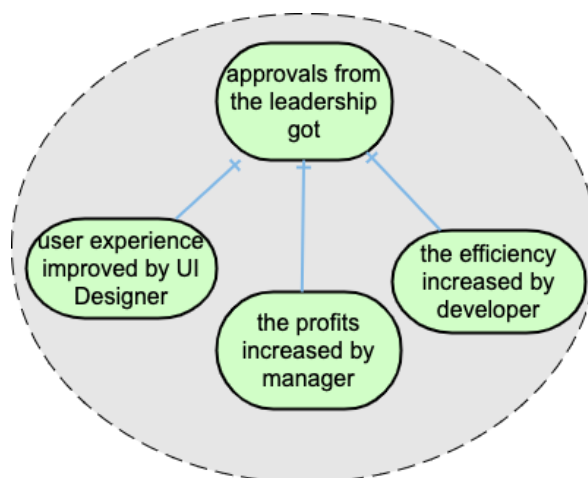 approvals from
the leadership
got
user experience
improved by UI
Designer
the profits
increased by
manager
the efficiency
increased by
developer